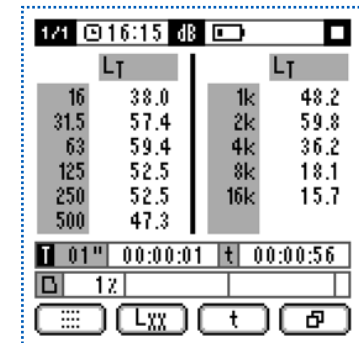 1/1 16:15 dB
LT LT
16 38.0 1k 48.2
31.5 57.4 2k 59.8
63 59.4 4k 36.2
125 52.5 8k 18.1
250 52.5 16k 15.7
500 47.3
T 01" 00:00:01 t 00:00:56
1%
LXX t